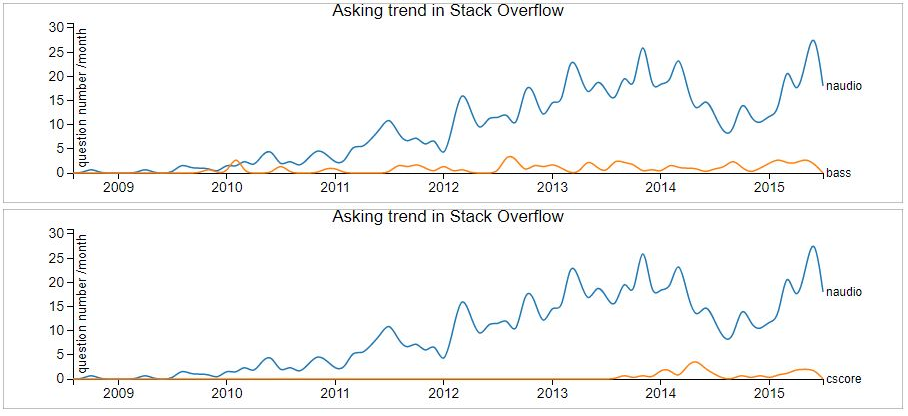 Asking trend in Stack Overflow
30
25
20
15
10
5
0
question number /month
naudio
bass
2009 2010 2011 2012 2013 2014 2015
Asking trend in Stack Overflow
30
25
20
15
10
5
0
question number /month
naudio
cscore
2009 2010 2011 2012 2013 2014 2015